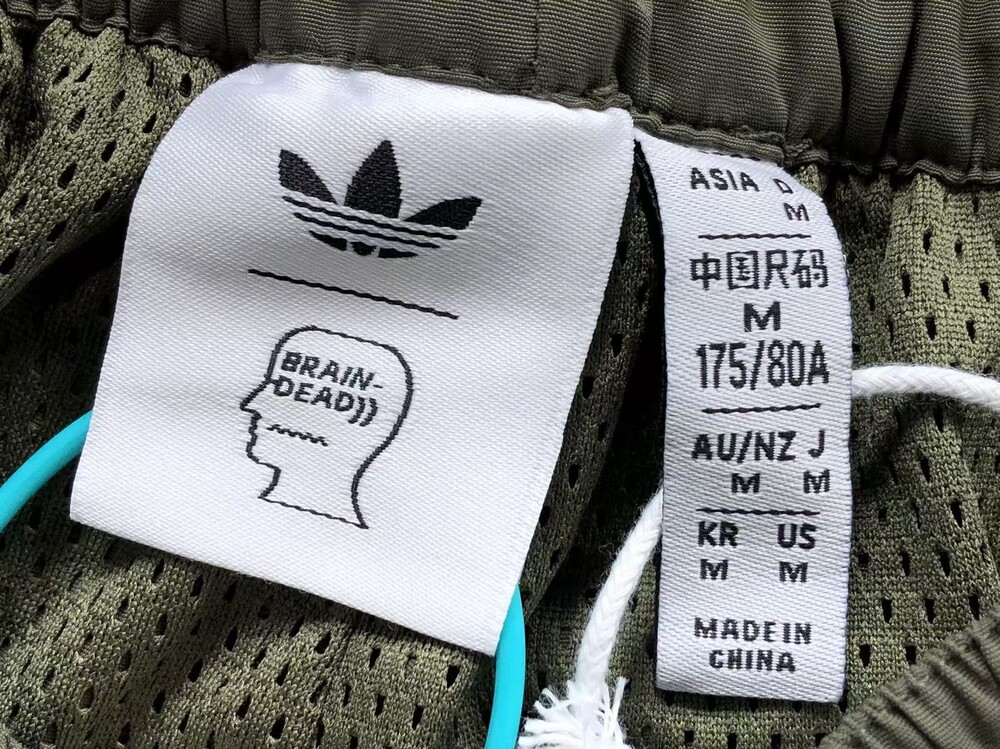 BRAIN-
DEAD))
ASIA D
M
中国尺码
M
175/80A
AU/NZ J
M M
KR US
M M
MADE IN
CHINA